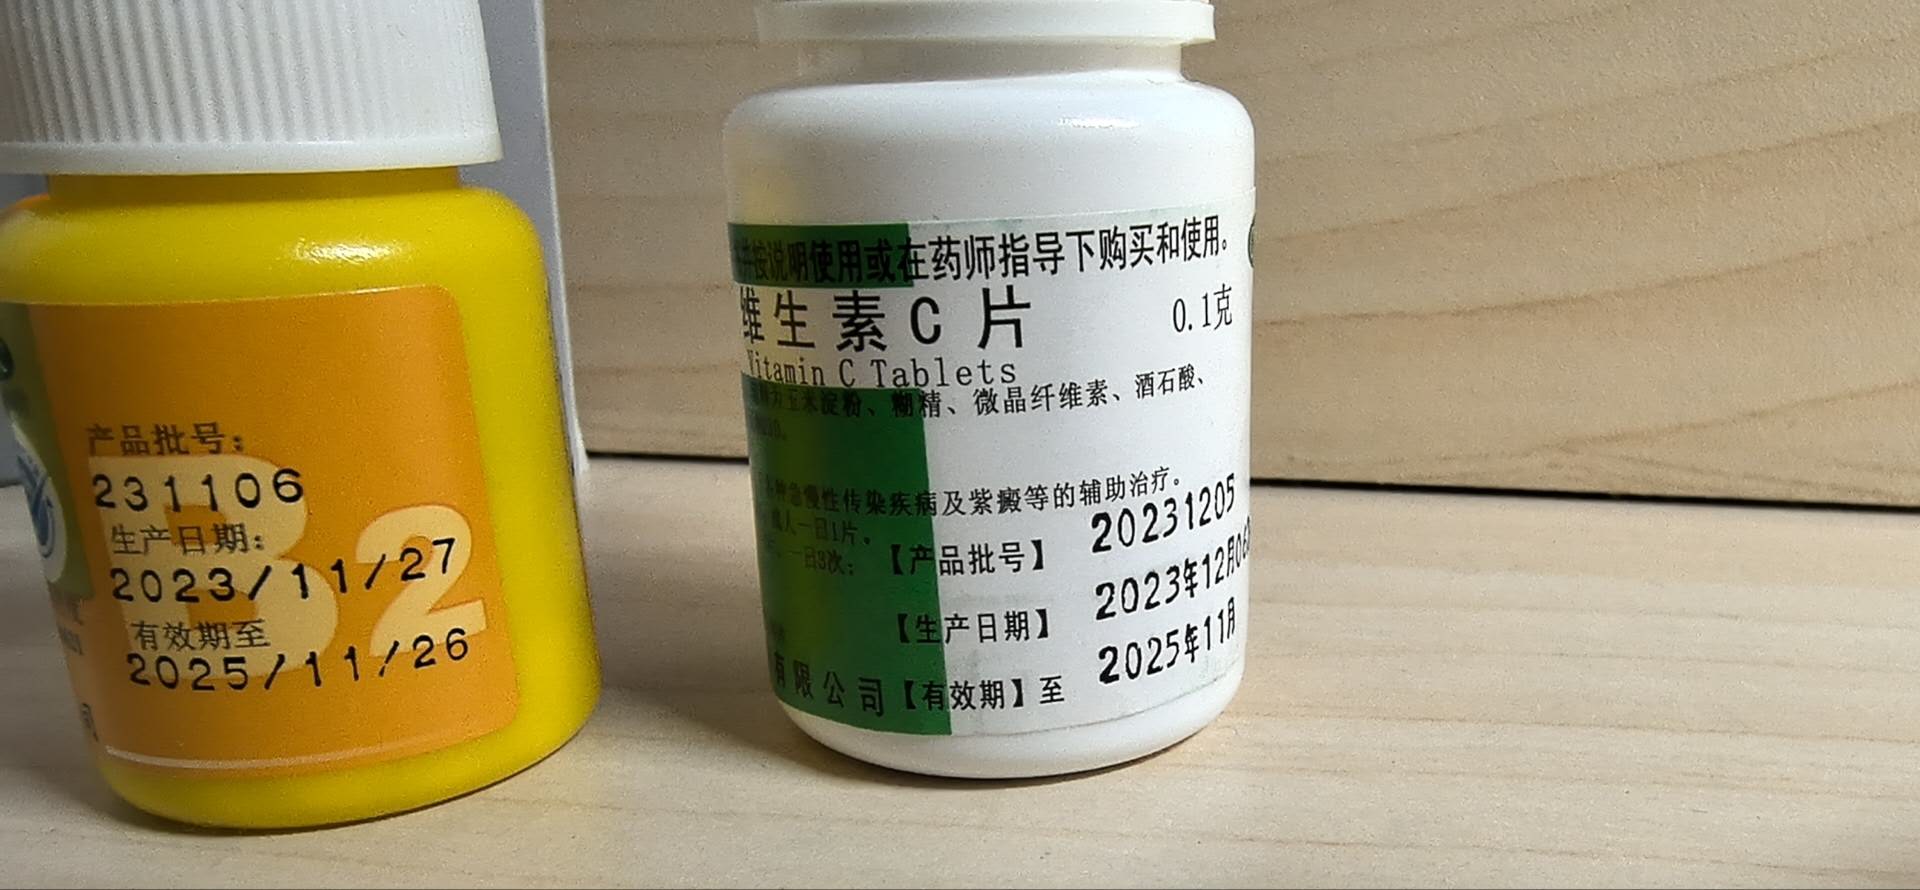 产品批号:
231106
生产日期:
2023/11/27
有效期至
2025/11/26
B2
司
按说明使用或在药师指导下购买和使用。
维生素C片
0.1克
Vitamin C Tablets
为玉米淀粉、糊精、微晶纤维素、酒石酸、
急慢性传染疾病及紫癜等的辅助治疗。
成人一日1片。
一日3次;
【产品批号】 20231205
【生产日期】 2023年12月06
【有效期】至 2025年11月
有限公司